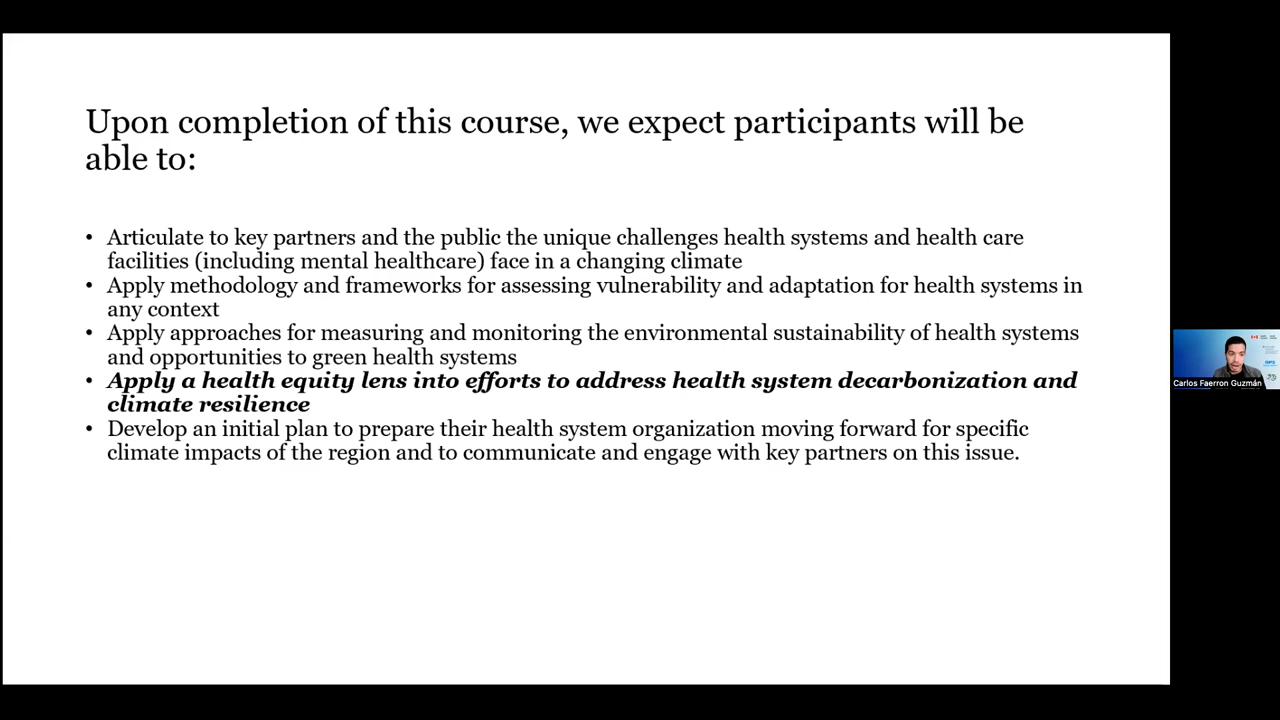 Upon completion of this course, we expect participants will be
able to:
• Articulate to key partners and the public the unique challenges health systems and health care
facilities (including mental healthcare) face in a changing climate
• Apply methodology and frameworks for assessing vulnerability and adaptation for health systems in
any context
• Apply approaches for measuring and monitoring the environmental sustainability of health systems
and opportunities to green health systems
• Apply a health equity lens into efforts to address health system decarbonization and
climate resilience
• Develop an initial plan to prepare their health system organization moving forward for specific
climate impacts of the region and to communicate and engage with key partners on this issue.
Carlos Faerron Guzmán